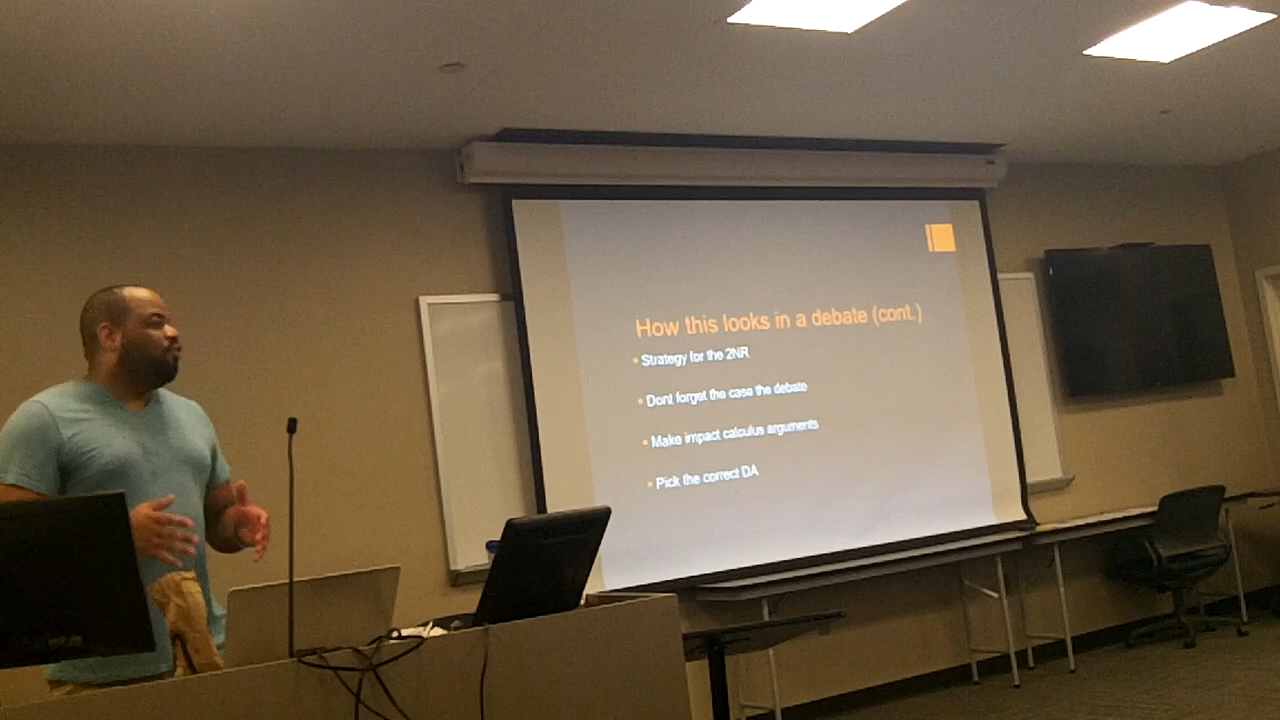 How this looks in a debate (cont.)
Strategy for the 2NR
Dont forget the case the debate
Make impact calculus arguments
Pick the correct DA